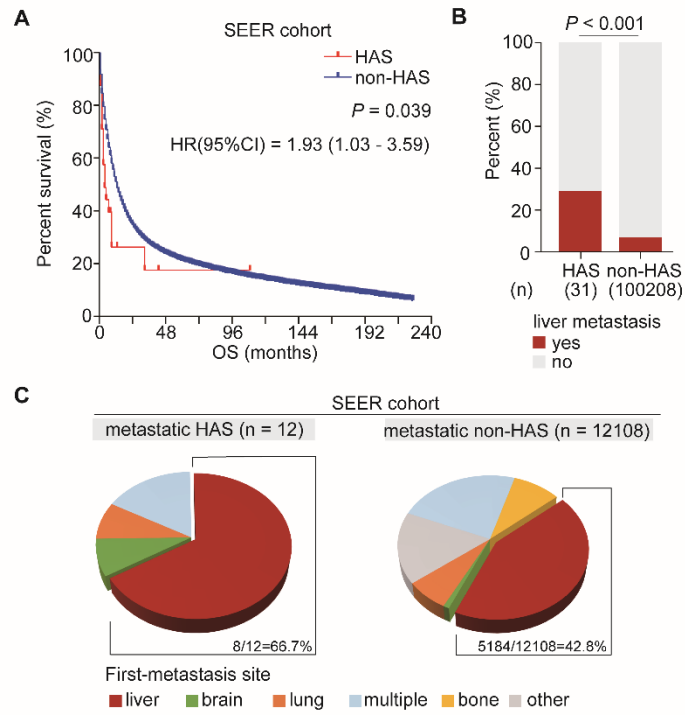 A
SEER cohort
HAS
non-HAS
P = 0.039
HR(95%CI) = 1.93 (1.03 - 3.59)
Percent survival (%)
100
80
60
40
20
0
0 48 96 144 192 240
OS (months)
B
P < 0.001
Percent (%)
100
80
60
40
20
0
HAS non-HAS
(n) (31) (100208)
liver metastasis
yes
no
C
SEER cohort
metastatic HAS (n = 12) metastatic non-HAS (n = 12108)
8/12=66.7% 5184/12108=42.8%
First-metastasis site
liver brain lung multiple bone other